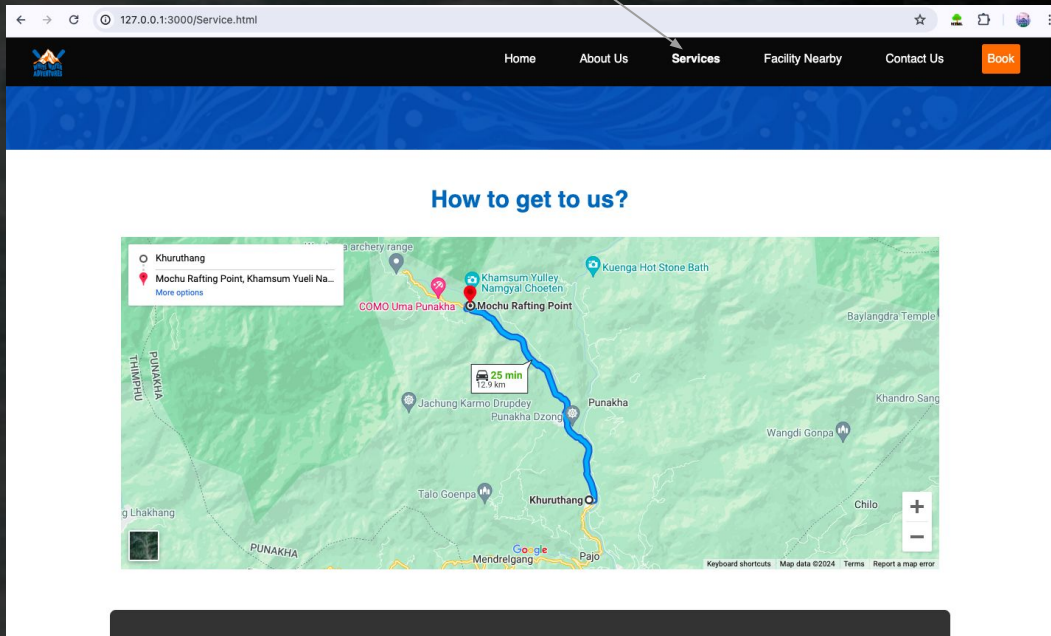 127.0.0.1:3000/Service.html
WHITE WATER
ADVENTURES
Home About Us Services Facility Nearby Contact Us Book
How to get to us?
Khuruthang
Mochu Rafting Point, Khamsum Yueli Na...
More options
a archery range
Khamsum Yulley
Namgyal Choeten
Kuenga Hot Stone Bath
COMO Uma Punakha
Mochu Rafting Point
Baylangdra Temple
PUNAKHA
THIMPHU
25 min
12.9 km
Jachung Karmo Drupdey
Punakha
Punakha Dzong
Khandro Sang
Wangdi Gonpa
Talo Goenpa
Khuruthang
Chilo
g Lhakhang
PUNAKHA
Google
Mendrelgang
Pajo
Keyboard shortcuts Map data ©2024 Terms Report a map error